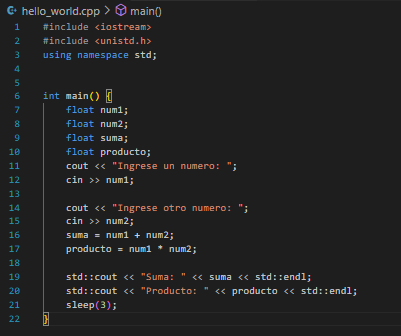 hello_world.cpp > main()
1 #include <iostream>
2 #include <unistd.h>
3 using namespace std;
4
5
6 int main() {
7 float num1;
8 float num2;
9 float suma;
10 float producto;
11 cout << "Ingrese un numero: ";
12 cin >> num1;
13
14 cout << "Ingrese otro numero: ";
15 cin >> num2;
16 suma = num1 + num2;
17 producto = num1 * num2;
18
19 std::cout << "Suma: " << suma << std::endl;
20 std::cout << "Producto: " << producto << std::endl;
21 sleep(3);
22 }